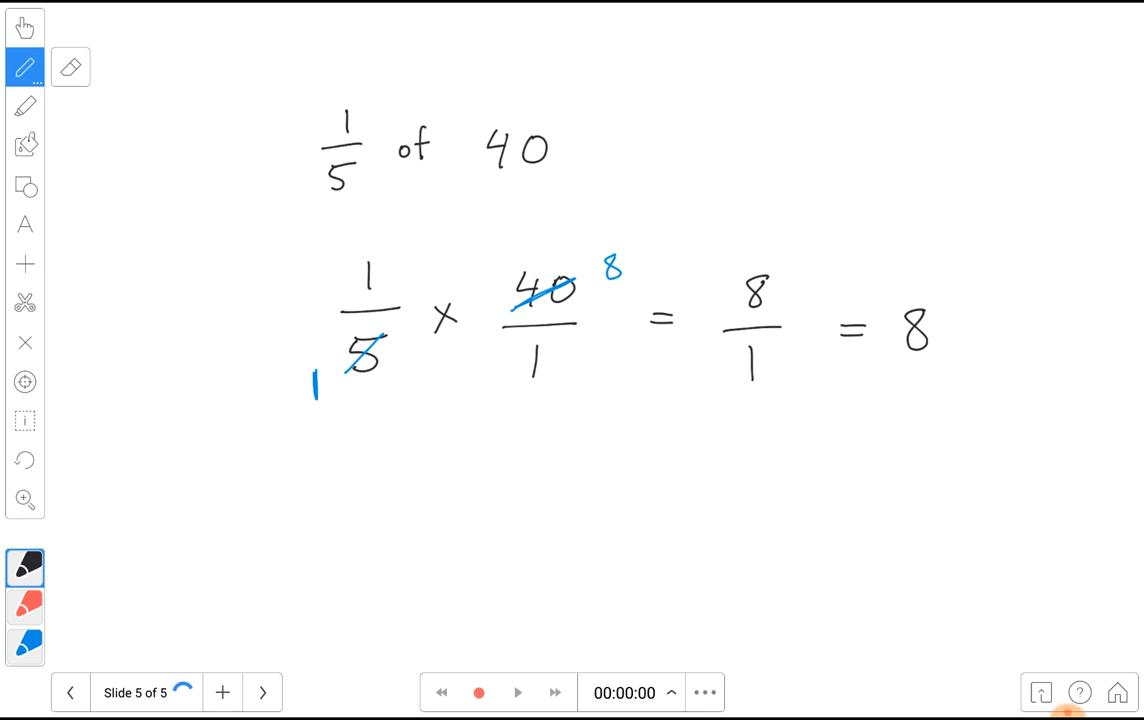 1/5 of 40
1/5 × 40/1 8 = 8/1 = 8
1
A
Slide 5 of 5
00:00:00